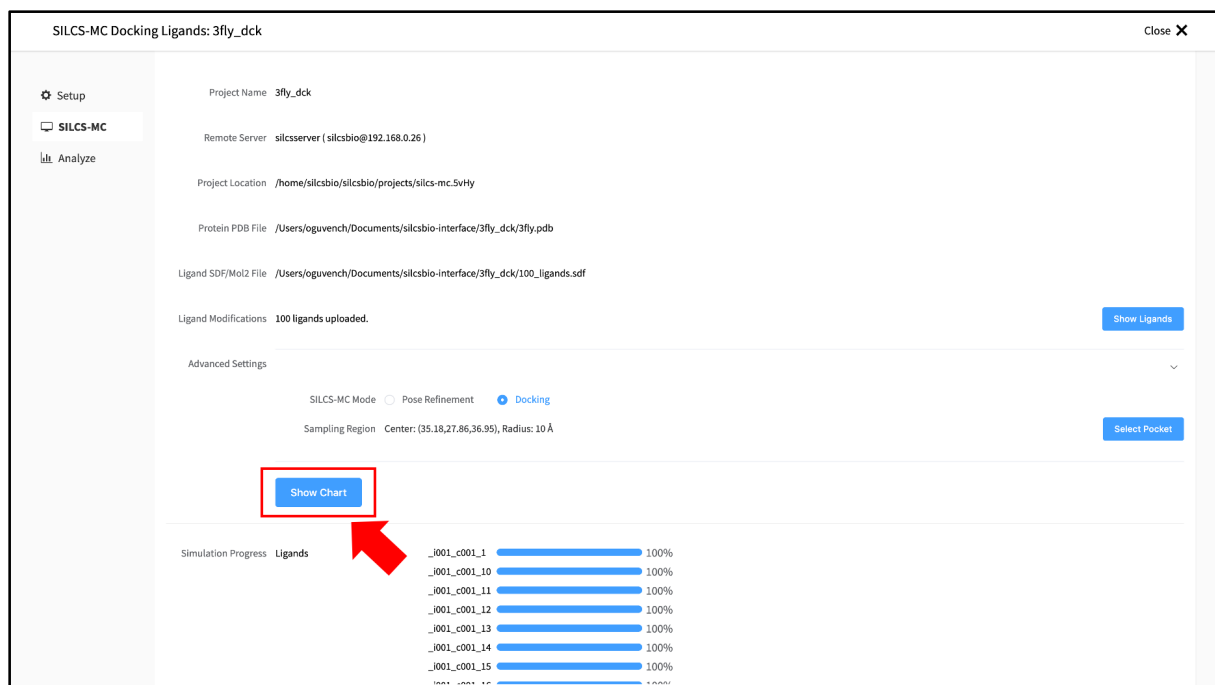 SILCS-MC Docking Ligands: 3fly_dck
Close
Setup
SILCS-MC
Analyze
Project Name 3fly_dck
Remote Server silcsserver ( silcsbio@192.168.0.26 )
Project Location /home/silcsbio/silcsbio/projects/silcs-mc.5vHy
Protein PDB File /Users/oguvench/Documents/silcsbio-interface/3fly_dck/3fly.pdb
Ligand SDF/Mol2 File /Users/oguvench/Documents/silcsbio-interface/3fly_dck/100_ligands.sdf
Ligand Modifications 100 ligands uploaded. Show Ligands
Advanced Settings
SILCS-MC Mode Pose Refinement Docking
Sampling Region Center: (35.18,27.86,36.95), Radius: 10 Å Select Pocket
Show Chart
Simulation Progress Ligands _i001_c001_1 100%
_i001_c001_10 100%
_i001_c001_11 100%
_i001_c001_12 100%
_i001_c001_13 100%
_i001_c001_14 100%
_i001_c001_15 100%
_i001_c001_16 100%